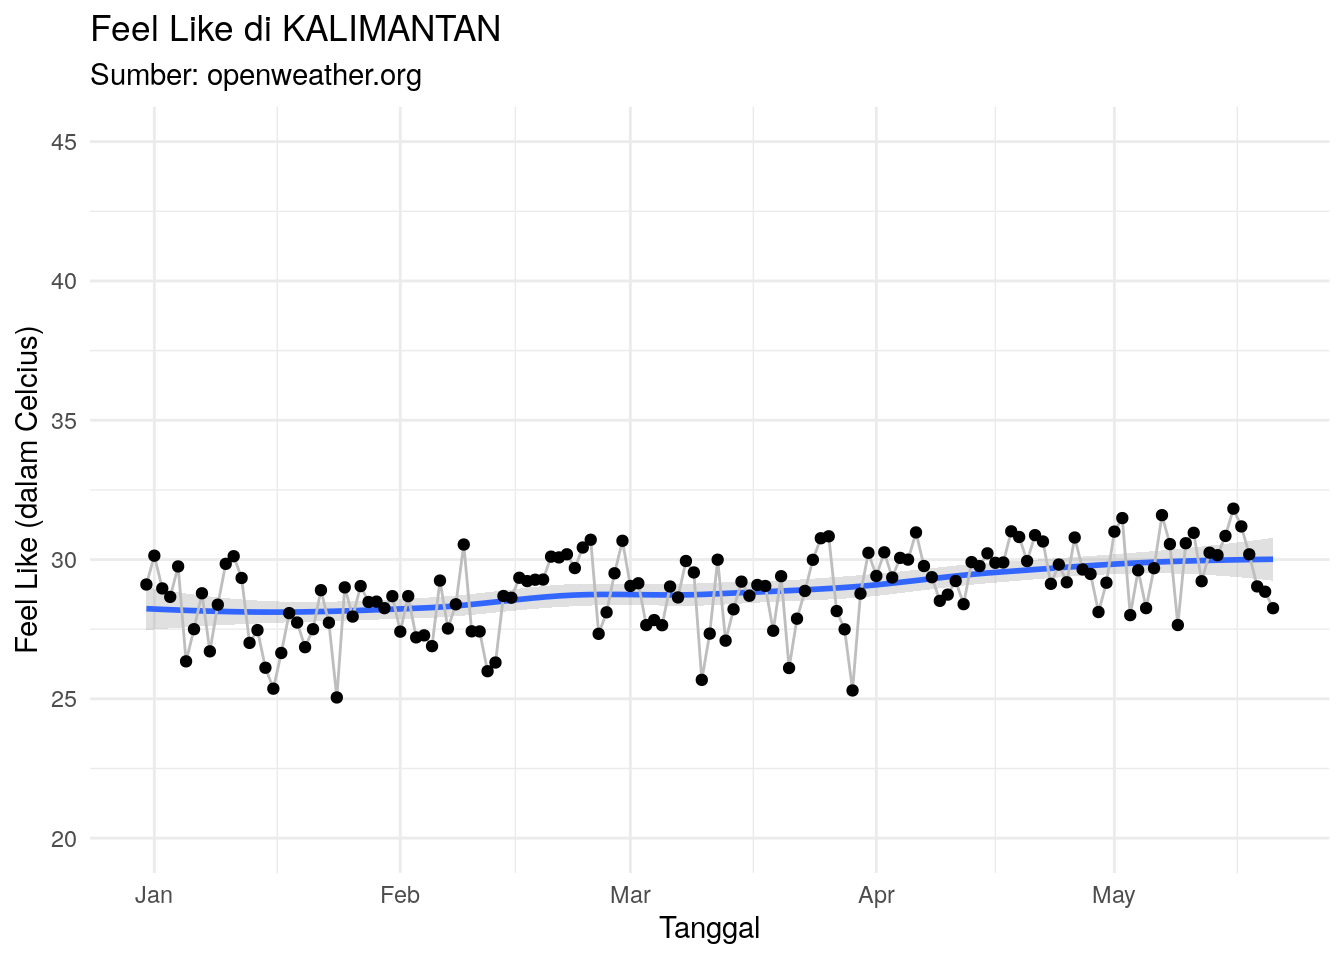 Feel Like di KALIMANTAN
Sumber: openweather.org
Feel Like (dalam Celcius)
45
40
35
30
25
20
Jan Feb Mar Apr May
Tanggal